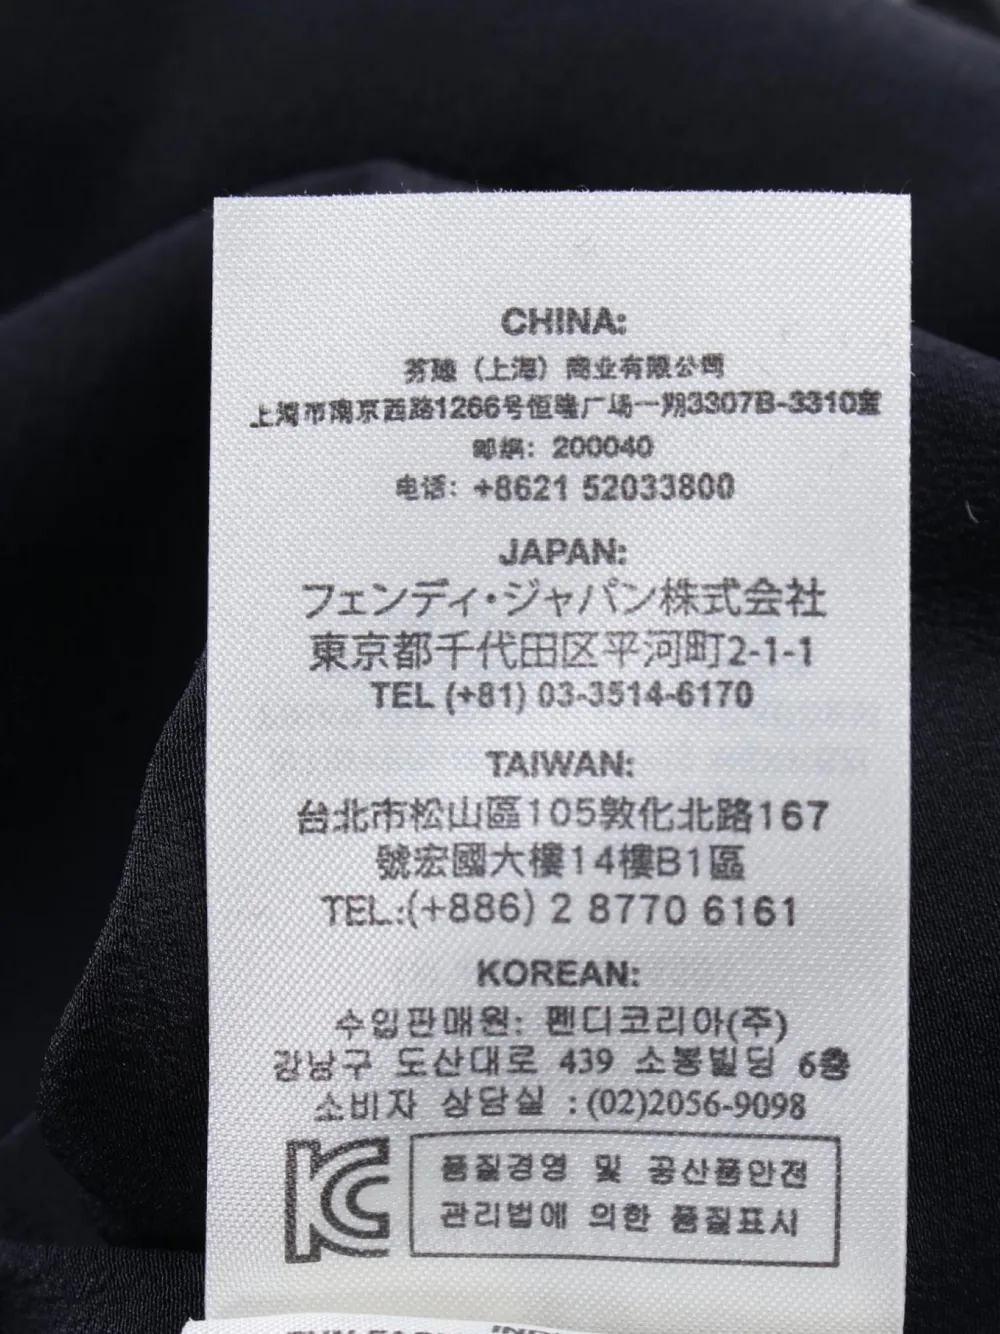 CHINA:
芬迪（上海）商业有限公司
上海市南京西路1266号恒隆广场一期3307B-3310室
邮编：200040
电话：+8621 52033800
JAPAN:
フェンディ・ジャパン株式会社
東京都千代田区平河町2-1-1
TEL (+81) 03-3514-6170
TAIWAN:
台北市松山區105敦化北路167
號宏國大樓14樓B1區
TEL.:(+886) 2 8770 6161
KOREAN:
수입판매원: 펜디코리아(주)
강남구 도산대로 439 소봉빌딩 6층
소비자 상담실 :(02)2056-9098
품질경영 및 공산품안전
관리법에 의한 품질표시